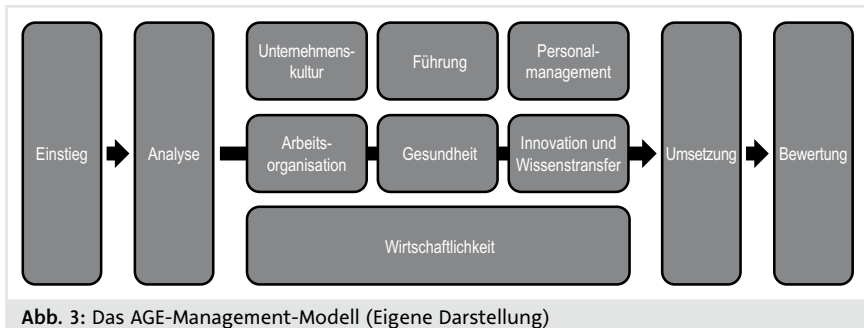 Unternehmens-
kultur
Führung
Personal-
management
Einstieg
Analyse
Arbeits-
organisation
Gesundheit
Innovation und
Wissenstransfer
Umsetzung
Bewertung
Wirtschaftlichkeit
Abb. 3: Das AGE-Management-Modell (Eigene Darstellung)